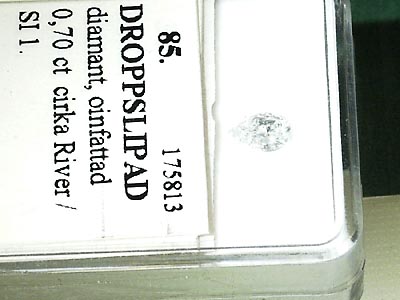 85. 175813
DROPPSLIPAD
diamant, oinfattad
0,70 ct cirka River /
SI 1.